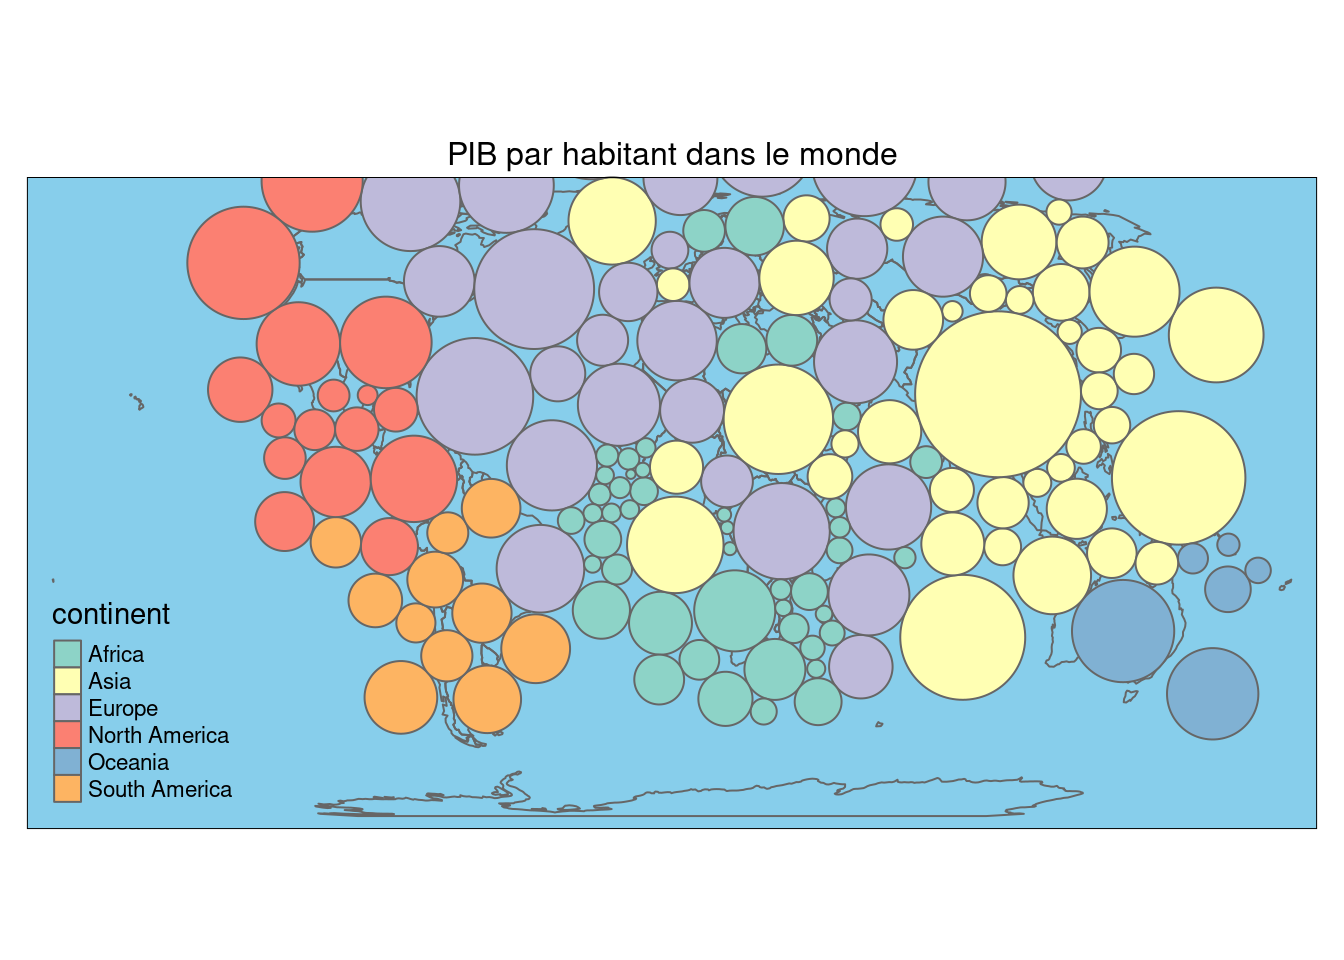 PIB par habitant dans le monde
continent
Africa
Asia
Europe
North America
Oceania
South America